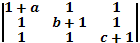 |1 + a 1 1|
|1 b + 1 1|
|1 1 c + 1|